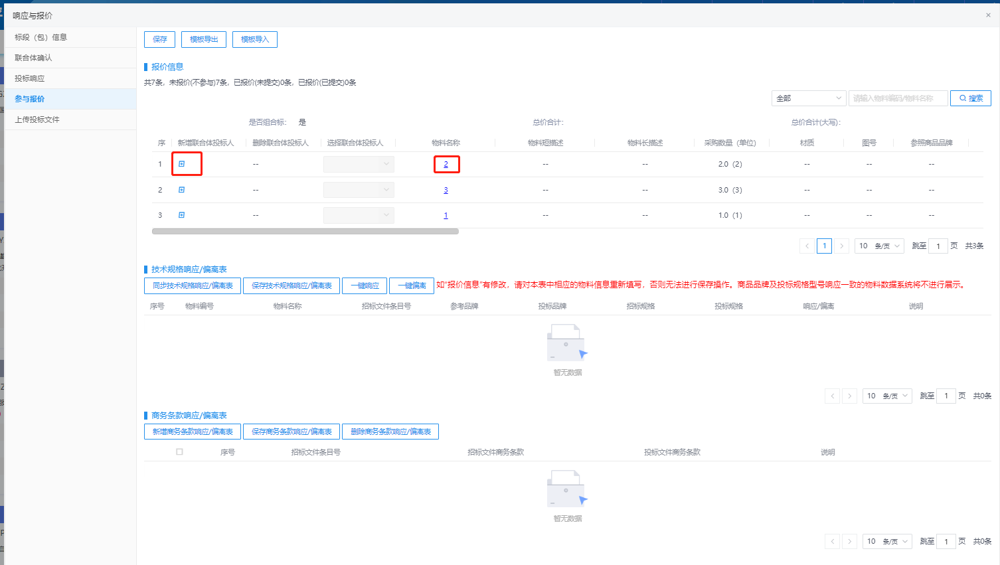 响应与报价
×
标段（包）信息
联合体确认
投标响应
参与报价
上传投标文件
保存 模板导出 模板导入
报价信息
共7条，未报价(不参与)7条，已报价(未提交)0条，已报价(已提交)0条
全部 请输入物料编码/物料名称 搜索
是否组合标： 是 总价合计： 总价合计(大写)：
序 新增联合体投标人 删除联合体投标人 选择联合体投标人 物料名称 物料短描述 物料长描述 采购数量（单位） 材质 图号 参照商品品牌
1 -- 2 -- -- 2.0（2） -- -- --
2 -- 3 -- -- 3.0（3） -- -- --
3 -- 1 -- -- 1.0（1） -- -- --
< 1 > 10 条/页 跳至 1 页 共3条
技术规格响应/偏离表
同步技术规格响应/偏离表 保存技术规格响应/偏离表 一键响应 一键偏离 如"报价信息"有修改，请对本表中相应的物料信息重新填写，否则无法进行保存操作。商品品牌及投标规格型号响应一致的物料数据系统将不进行展示。
序号 物料编号 物料名称 招标文件条目号 参考品牌 投标品牌 招标规格 投标规格 响应/偏离 说明
暂无数据
< > 10 条/页 跳至 1 页 共0条
商务条款响应/偏离表
新增商务条款响应/偏离表 保存商务条款响应/偏离表 删除商务条款响应/偏离表
序号 招标文件条目号 招标文件商务条款 投标文件商务条款 说明
暂无数据
< > 10 条/页 跳至 1 页 共0条